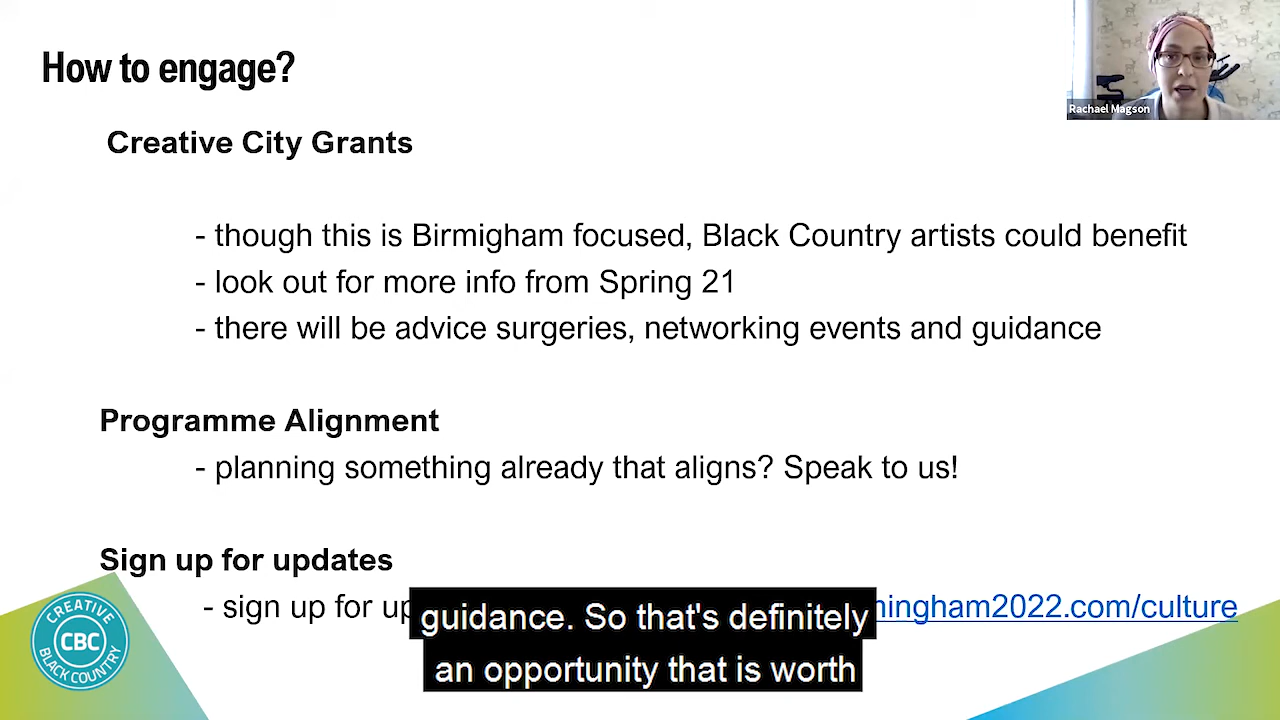 How to engage?
Rachael Magson
Creative City Grants
- though this is Birmigham focused, Black Country artists could benefit
- look out for more info from Spring 21
- there will be advice surgeries, networking events and guidance
Programme Alignment
- planning something already that aligns? Speak to us!
Sign up for updates
- sign up for up ningham2022.com/culture
guidance. So that's definitely
an opportunity that is worth
CREATIVE
CBC
BLACK COUNTRY